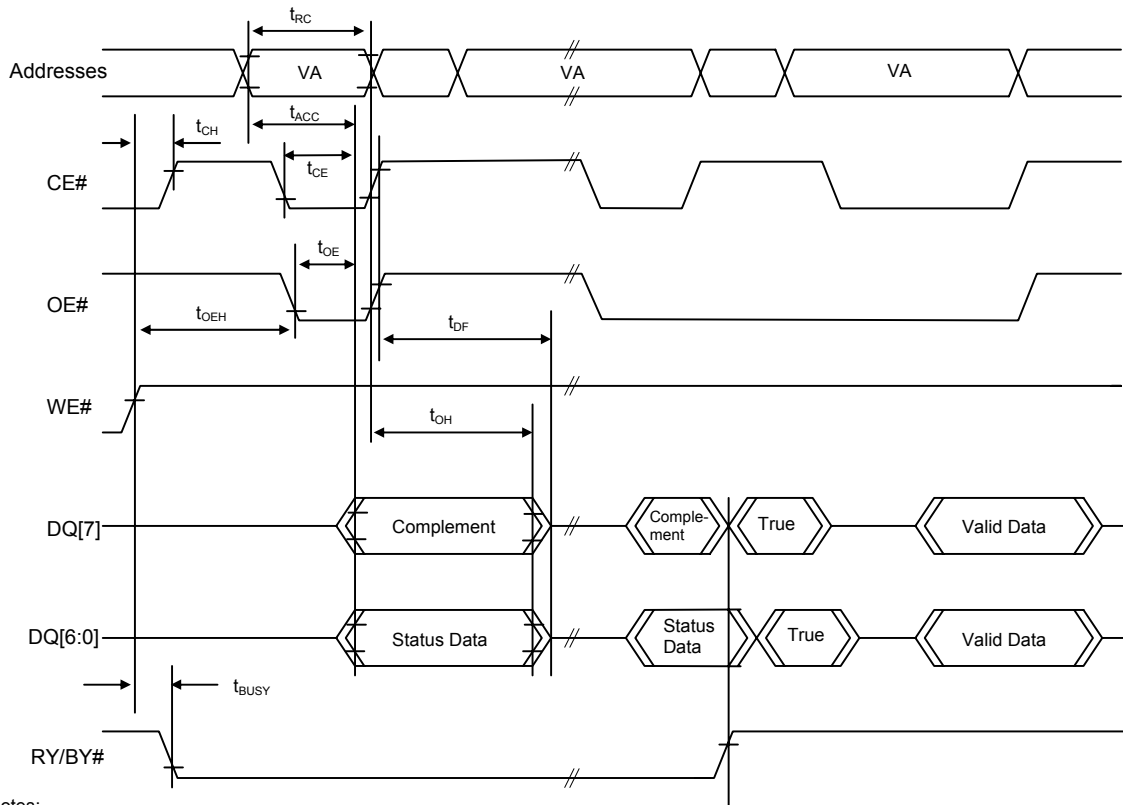 tRC
Addresses VA VA VA
tACC
tCH
CE# tCE
tOE
OE#
tOEH tDF
WE#
tOH
DQ[7] Complement Comple-
ment True Valid Data
DQ[6:0] Status Data Status
Data True Valid Data
tBUSY
RY/BY#